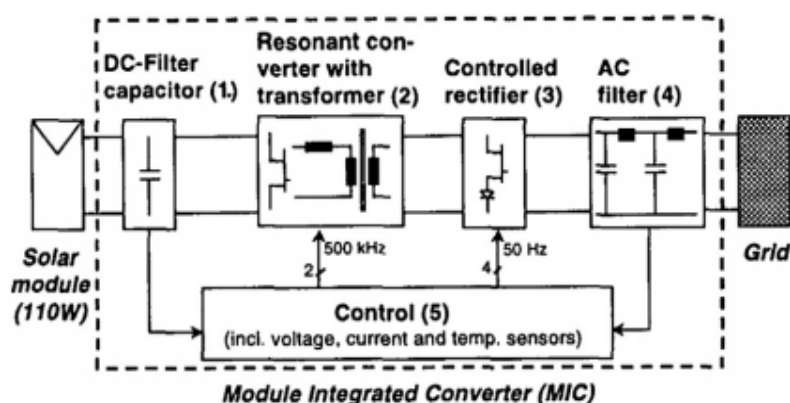 DC-Filter
capacitor (1.)
Resonant con-
verter with
transformer (2)
Controlled
rectifier (3)
AC
filter (4)
Solar
module
(110W)
Grid
500 kHz
2
50 Hz
4
Control (5)
(incl. voltage, current and temp. sensors)
Module Integrated Converter (MIC)